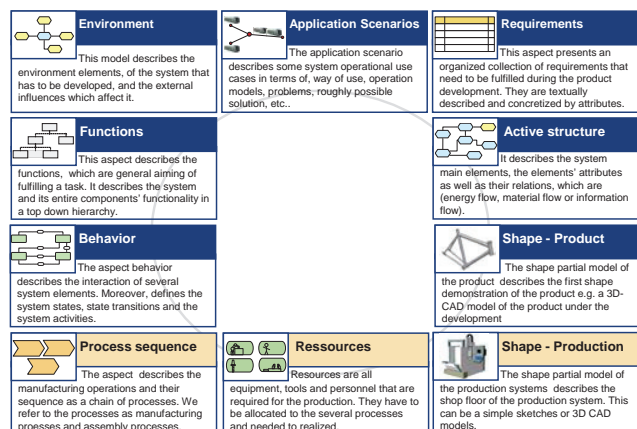 Environment
This model describes the
environment elements, of the system that
has to be developed, and the external
influences which affect it.
Application Scenarios
The application scenario
describes some system operational use
cases in terms of, way of use, operation
models, problems, roughly possible
solution, etc..
Requirements
This aspect presents an
organized collection of requirements that
need to be fulfilled during the product
development. They are textually
described and concretized by attributes.
Functions
This aspect describes the
functions, which are general aiming of
fulfilling a task. It describes the system
and its entire components' functionality in
a top down hierarchy.
Active structure
It describes the system
main elements, the elements' attributes
as well as their relations, which are
(energy flow, material flow or information
flow).
Behavior
The aspect behavior
describes the interaction of several
system elements. Moreover, defines the
system states, state transitions and the
system activities.
Shape - Product
The shape partial model of
the product describes the first shape
demonstration of the product e.g. a 3D-
CAD model of the product under the
development
Process sequence
The aspect describes the
manufacturing operations and their
sequence as a chain of processes. We
refer to the processes as manufacturing
proesses and assembly processes.
Ressources
Resources are all
equipment, tools and personnel that are
required for the production. They have to
be allocated to the several processes
and needed to realized
Shape - Production
The shape partial model of
the production systems describes the
shop floor of the production system. This
can be a simple sketches or 3D CAD
models.